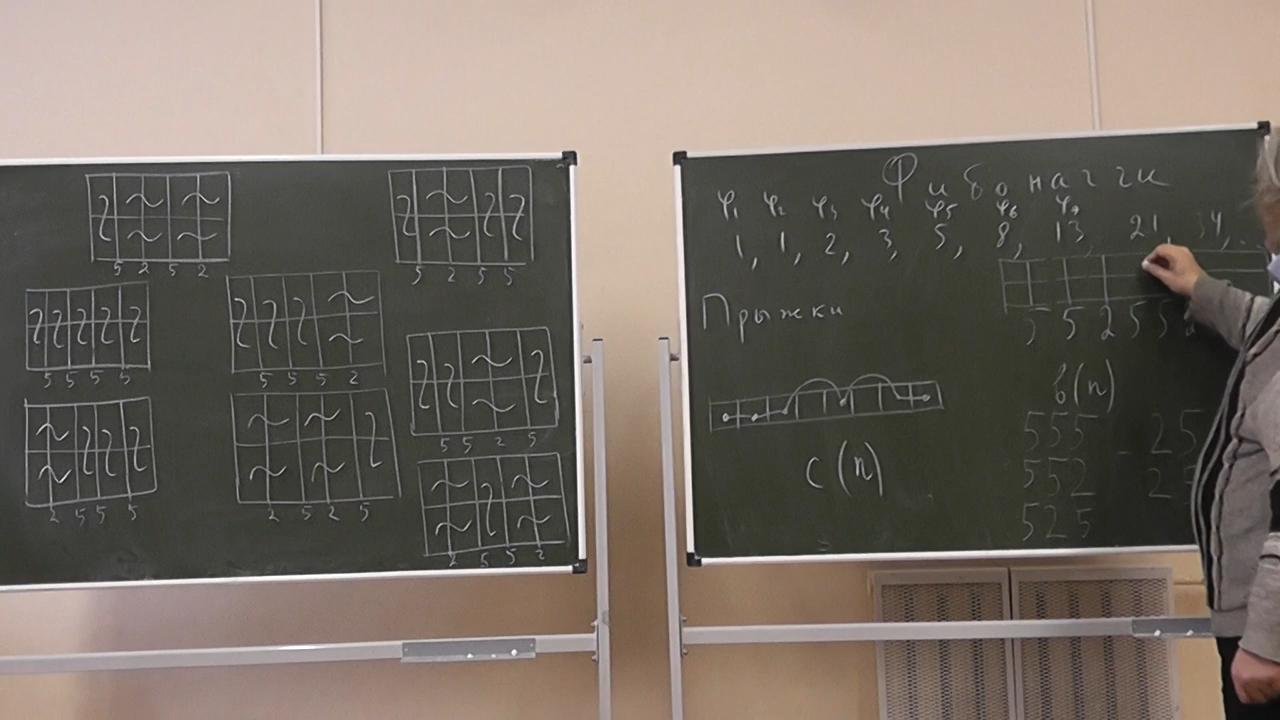 5 2 5 2
5 2 5 5
5 5 5 5
5 5 5 2
5 5 2 5
2 5 5 5
2 5 2 5
2 5 5 2
Фибоначчи
φ₁ φ₂ φ₃ φ₄ φ₅ φ₆ φ₇
1, 1, 2, 3, 5, 8, 13, 21, 34, ...
5 5 2 5 5
Прыжки
c(n)
b(n)
555 25
552 2
525